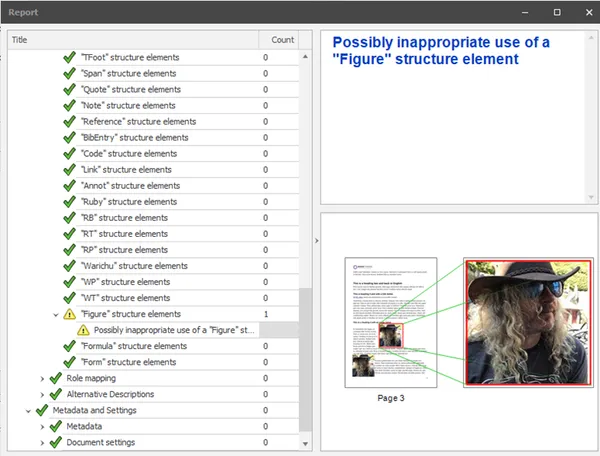 Report
Title Count
"TFoot" structure elements 0
"Span" structure elements 0
"Quote" structure elements 0
"Note" structure elements 0
"Reference" structure elements 0
"BibEntry" structure elements 0
"Code" structure elements 0
"Link" structure elements 0
"Annot" structure elements 0
"Ruby" structure elements 0
"RB" structure elements 0
"RT" structure elements 0
"RP" structure elements 0
"Warichu" structure elements 0
"WP" structure elements 0
"WT" structure elements 0
"Figure" structure elements 1
Possibly inappropriate use of a "Figure" st...
"Formula" structure elements 0
"Form" structure elements 0
Role mapping 0
Alternative Descriptions 0
Metadata and Settings 0
Metadata 0
Document settings 0
Possibly inappropriate use of a
"Figure" structure element
Page 3